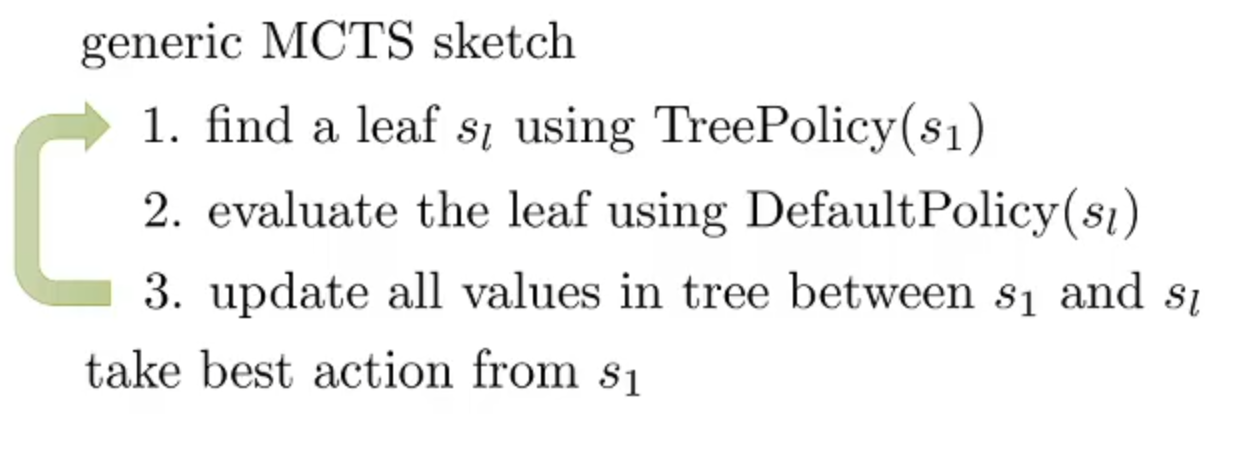 generic MCTS sketch
1. find a leaf s_l using TreePolicy(s_1)
2. evaluate the leaf using DefaultPolicy(s_l)
3. update all values in tree between s_1 and s_l
take best action from s_1